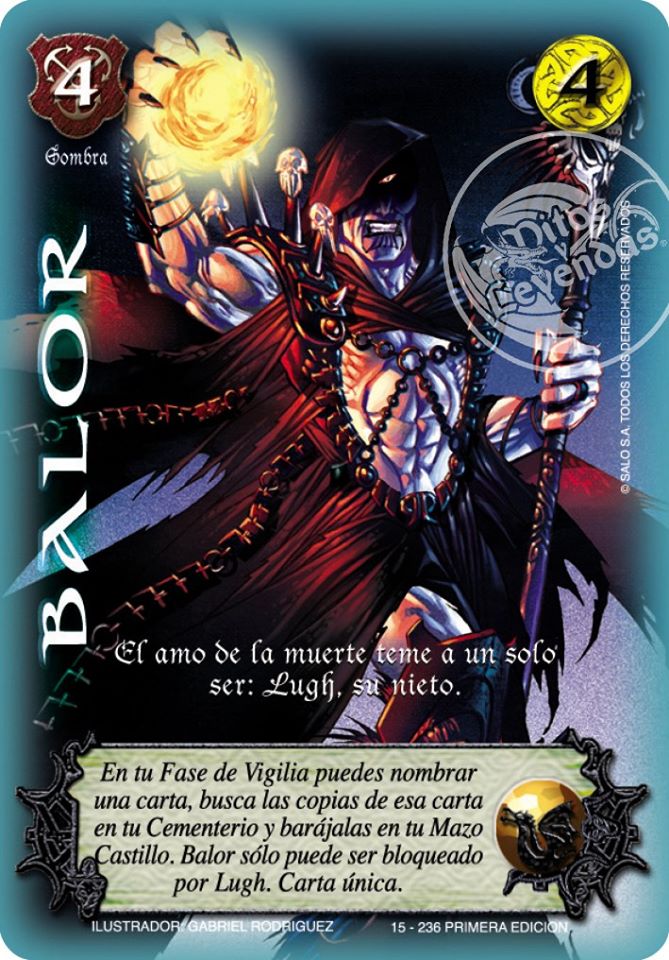 4
4
Sombra
BALOR
Mitos
y
Leyendas
®
© SALO S.A. TODOS LOS DERECHOS RESERVADOS
El amo de la muerte teme a un solo
ser: Lugh, su nieto.
En tu Fase de Vigilia puedes nombrar
una carta, busca las copias de esa carta
en tu Cementerio y barájalas en tu Mazo
Castillo. Balor sólo puede ser bloqueado
por Lugh. Carta única.
ILUSTRADOR: GABRIEL RODRIGUEZ
15 - 236 PRIMERA EDICION